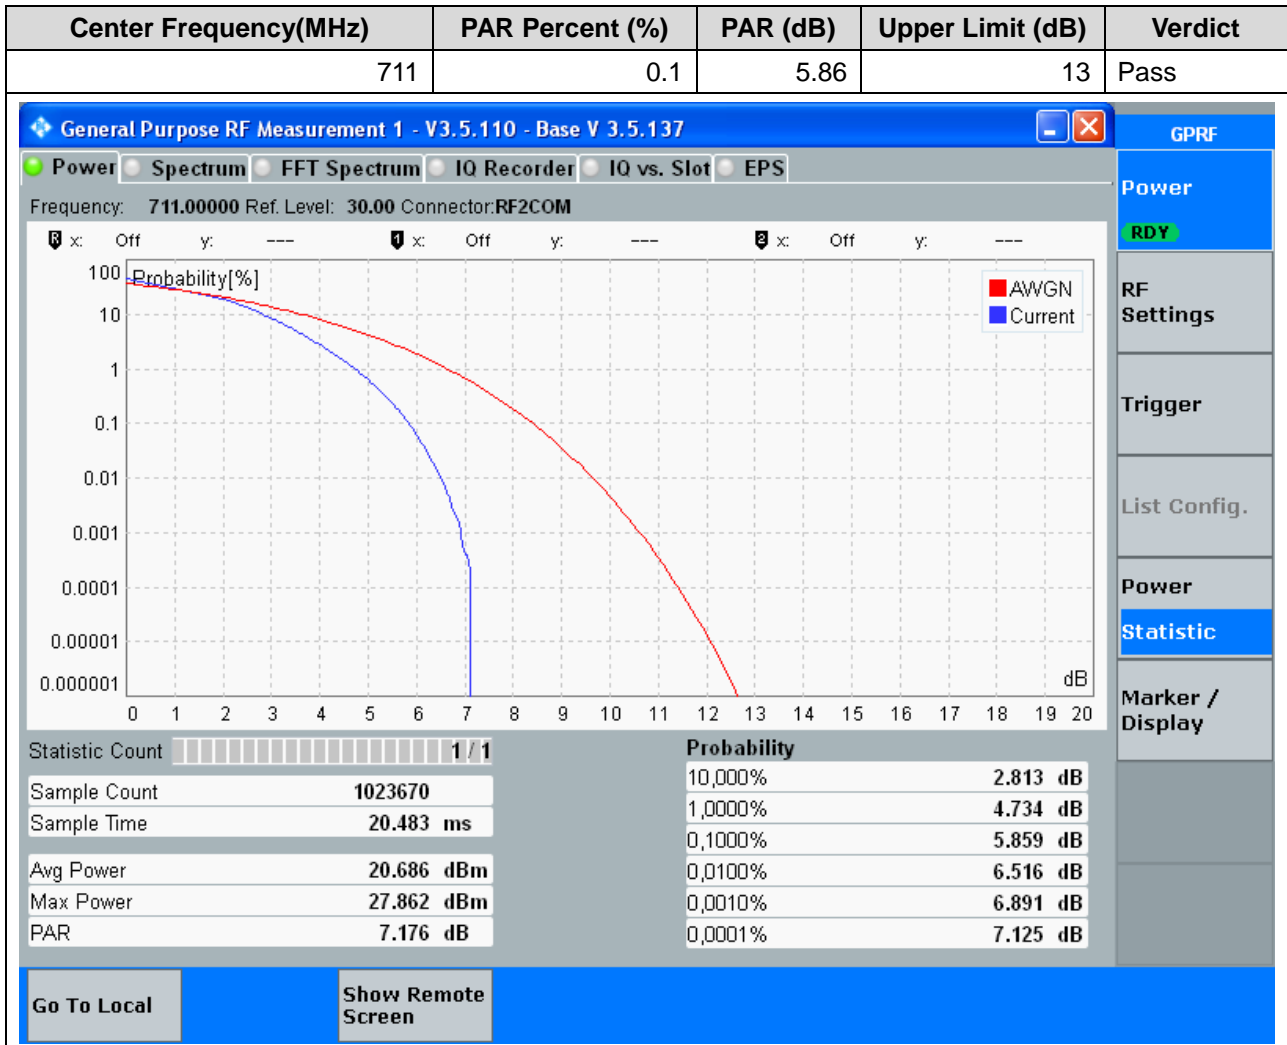 Center Frequency(MHz) PAR Percent (%) PAR (dB) Upper Limit (dB) Verdict
711 0.1 5.86 13 Pass
General Purpose RF Measurement 1 - V3.5.110 - Base V 3.5.137
GPRF
Power Spectrum FFT Spectrum IQ Recorder IQ vs. Slot EPS
Power
RDY
Frequency: 711.00000 Ref. Level: 30.00 Connector:RF2COM
R x: Off y: --- 1 x: Off y: --- 2 x: Off y: ---
Probability[%]
AWGN
Current
100
10
1
0.1
0.01
0.001
0.0001
0.00001
0.000001
dB
0 1 2 3 4 5 6 7 8 9 10 11 12 13 14 15 16 17 18 19 20
RF
Settings
Trigger
List Config.
Power
Statistic
Marker /
Display
Statistic Count 1 / 1
Sample Count 1023670
Sample Time 20.483 ms
Avg Power 20.686 dBm
Max Power 27.862 dBm
PAR 7.176 dB
Probability
10,000% 2.813 dB
1,0000% 4.734 dB
0,1000% 5.859 dB
0,0100% 6.516 dB
0,0010% 6.891 dB
0,0001% 7.125 dB
Go To Local
Show Remote
Screen